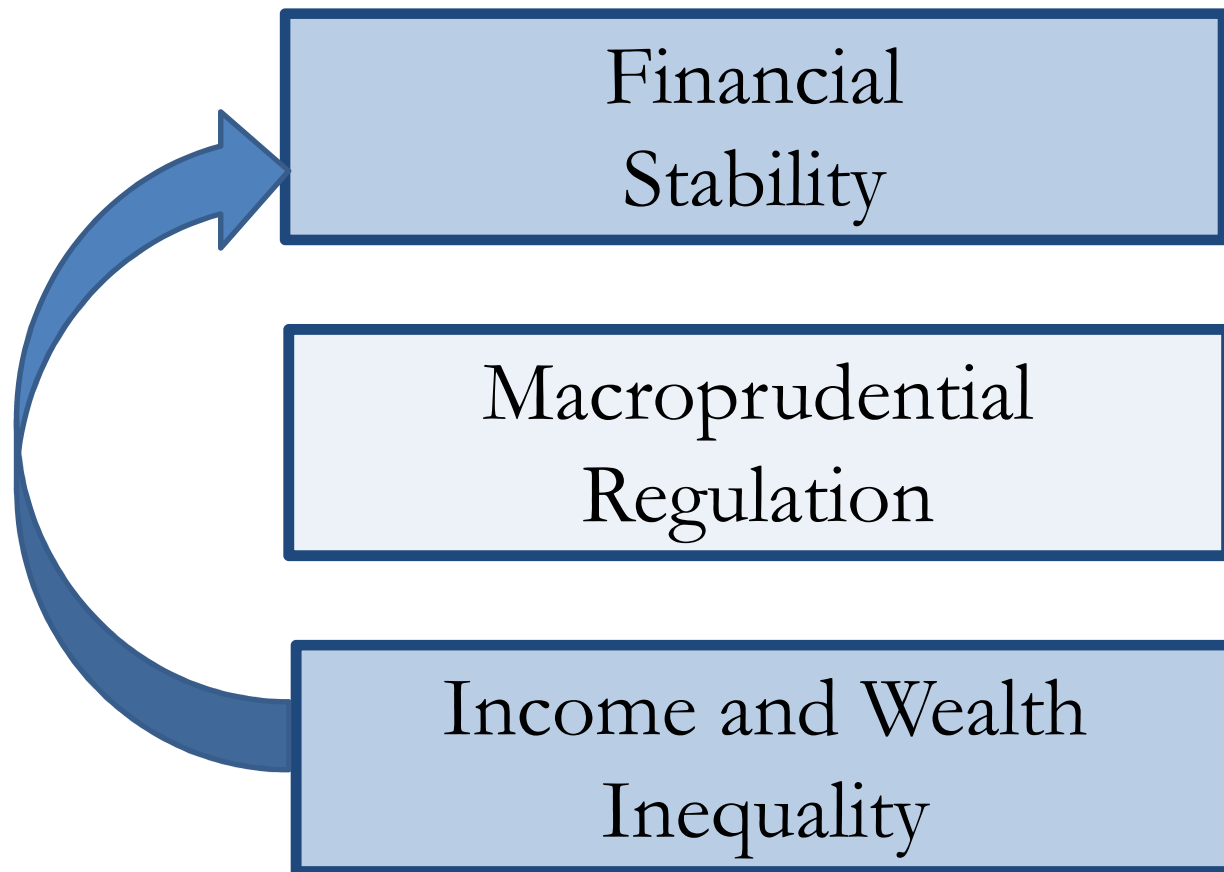 Financial
Stability
Macroprudential
Regulation
Income and Wealth
Inequality